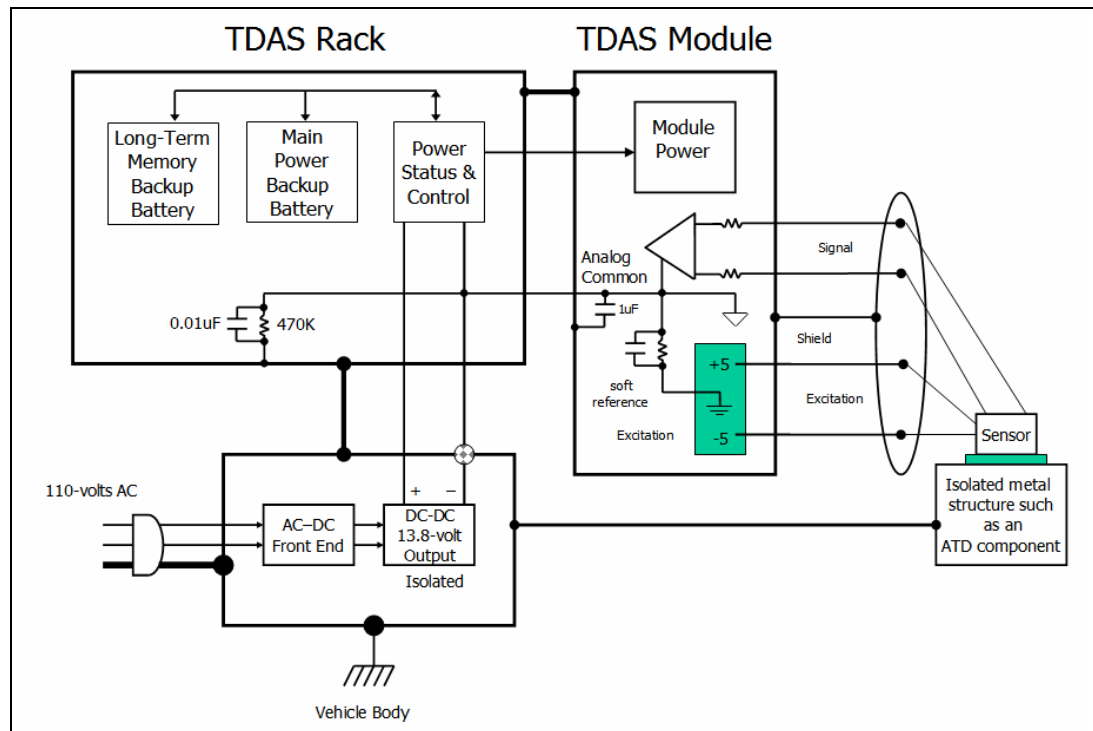 TDAS Rack
TDAS Module
Long-Term
Memory
Backup
Battery
Main
Power
Backup
Battery
Power
Status &
Control
Module
Power
Analog
Common
Signal
0.01uF
470K
1uF
Shield
soft
reference
+5
-5
Excitation
Excitation
Sensor
Isolated metal
structure such
as an
ATD component
110-volts AC
AC–DC
Front End
+ −
DC-DC
13.8-volt
Output
Isolated
Vehicle Body